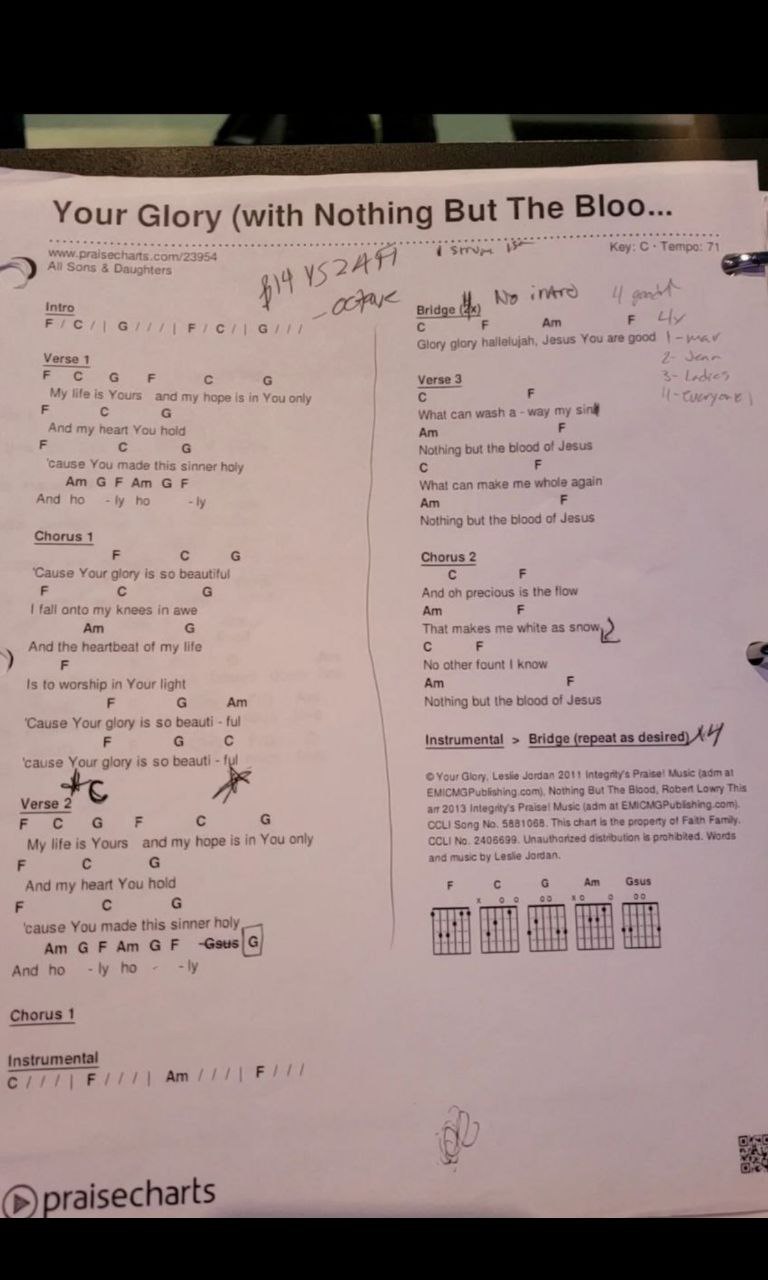 Your Glory (with Nothing But The Bloo...
www.praisecharts.com/23954
All Sons & Daughters
Key: C · Tempo: 71
- octave
Intro
F / C / | G / / / | F / C / | G / / /
Verse 1
F C G F C G
My life is Yours and my hope is in You only
F C G
And my heart You hold
F C G
'cause You made this sinner holy
Am G F Am G F
And ho - ly ho - ly
Chorus 1
F C G
'Cause Your glory is so beautiful
F C G
I fall onto my knees in awe
Am G
And the heartbeat of my life
F
Is to worship in Your light
F G Am
'Cause Your glory is so beauti - ful
F G C
'cause Your glory is so beauti - ful
C
Verse 2
F C G F C G
My life is Yours and my hope is in You only
F C G
And my heart You hold
F C G
'cause You made this sinner holy
Am G F Am G F Gsus G
And ho - ly ho - ly
Chorus 1
Instrumental
C / / / | F / / / | Am / / / | F / / /
No intro
Bridge (4x) 4x
C F Am F
Glory glory hallelujah, Jesus You are good
1 - mar
2 - Jenn
3 - Ladies
4 - everyone
Verse 3
C F
What can wash a - way my sin
Am F
Nothing but the blood of Jesus
C F
What can make me whole again
Am F
Nothing but the blood of Jesus
Chorus 2
C F
And oh precious is the flow
Am F
That makes me white as snow
C F
No other fount I know
Am F
Nothing but the blood of Jesus
Instrumental > Bridge (repeat as desired) x4
© Your Glory, Leslie Jordan 2011 Integrity's Praise! Music (adm at
EMICMGPublishing.com), Nothing But The Blood, Robert Lowry This
arr 2013 Integrity's Praise! Music (adm at EMICMGPublishing.com).
CCLI Song No. 5881068. This chart is the property of Faith Family.
CCLI No. 2406699. Unauthorized distribution is prohibited. Words
and music by Leslie Jordan.
F C G Am Gsus
praisecharts